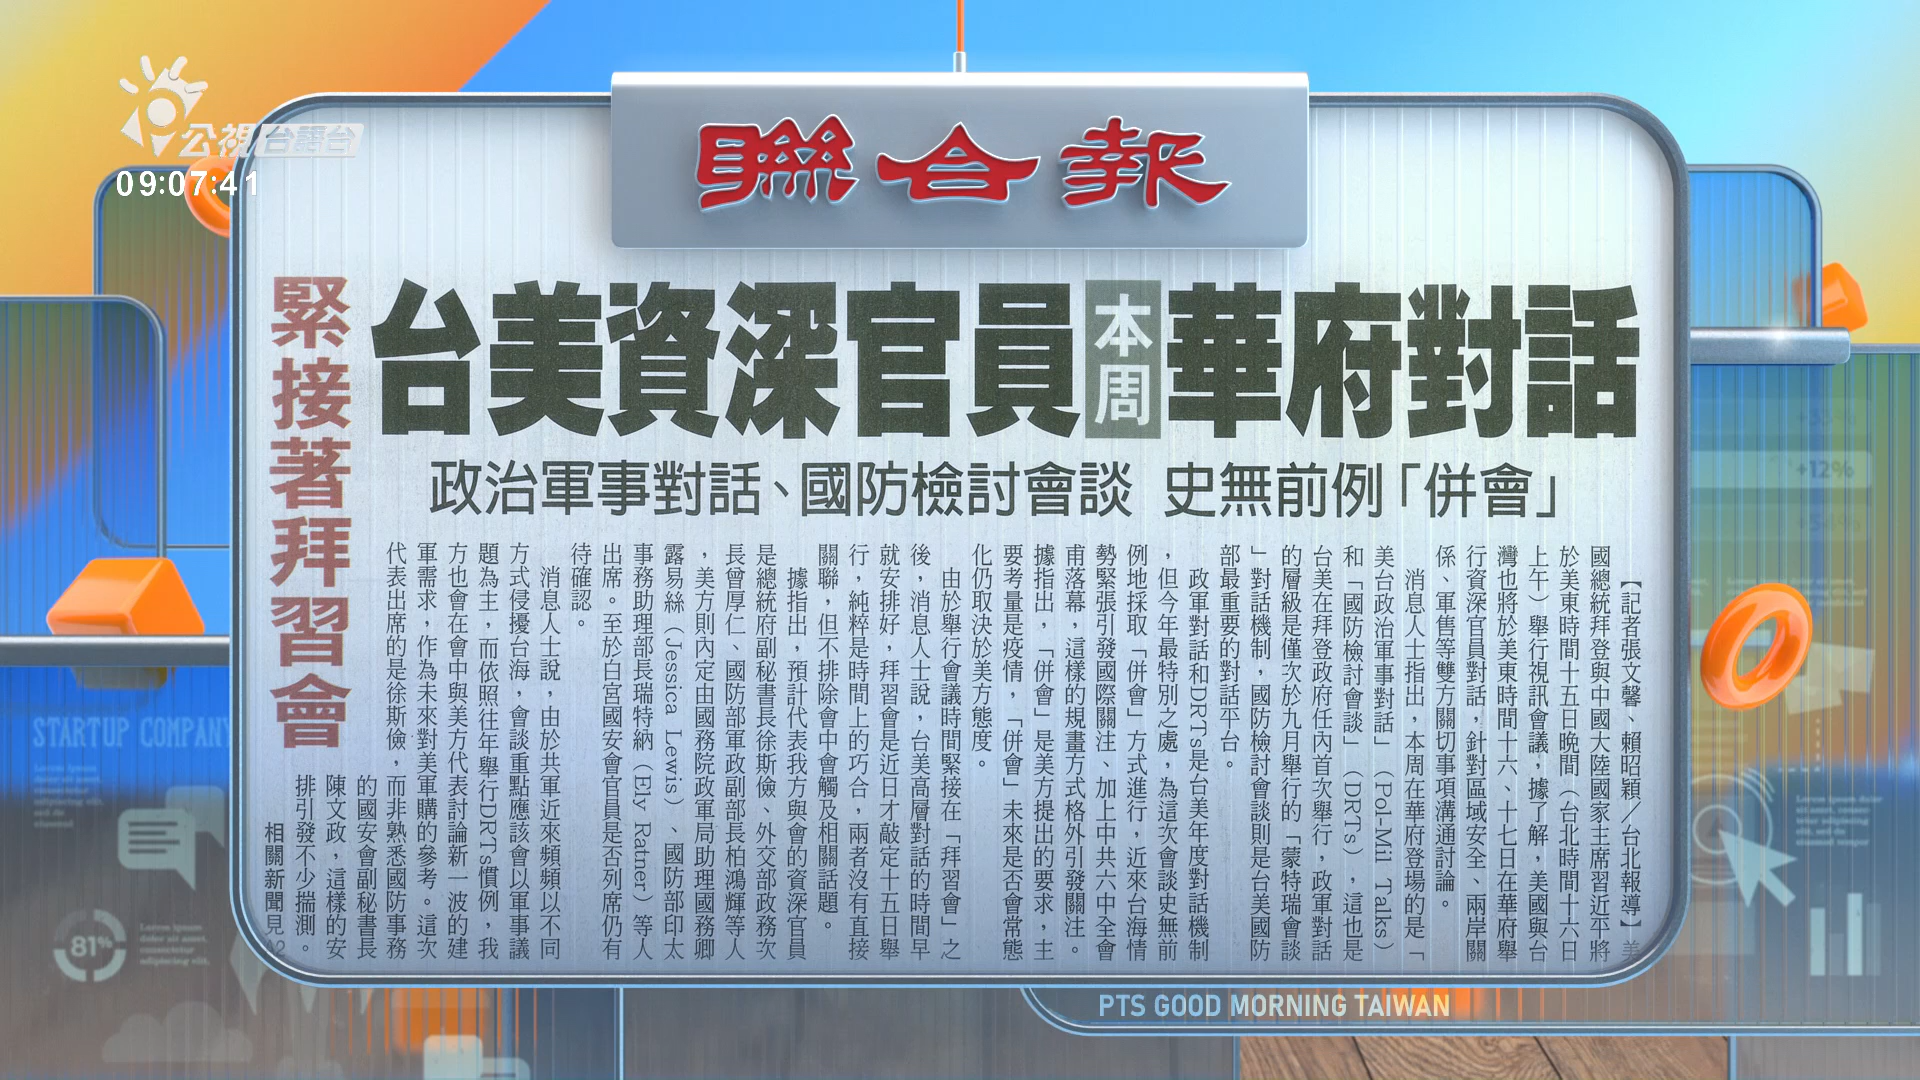 公視台語台
09:07:41
聯合報
緊接著拜習會
台美資深官員本周華府對話
政治軍事對話、國防檢討會談 史無前例「併會」
【記者張文馨、賴昭穎/台北報導】美
國總統拜登與中國大陸國家主席習近平將
於美東時間十五日晚間(台北時間十六日
上午)舉行視訊會議,據了解,美國與台
灣也將於美東時間十六、十七日在華府舉
行資深官員對話,針對區域安全、兩岸關
係、軍售等雙方關切事項溝通討論。
消息人士指出,本周在華府登場的是「
美台政治軍事對話」(Pol-Mil Talks)
和「國防檢討會談」(DRTs),這也是
台美在拜登政府任內首次舉行,政軍對話
的層級是僅次於九月舉行的「蒙特瑞會談
」對話機制,國防檢討會談則是台美國防
部最重要的對話平台。
政軍對話和DRTs是台美年度對話機制
,但今年最特別之處,為這次會談史無前
例地採取「併會」方式進行,近來台海情
勢緊張引發國際關注、加上中共六中全會
甫落幕,這樣的規畫方式格外引發關注。
據指出,「併會」是美方提出的要求,主
要考量是疫情,「併會」未來是否會常態
化仍取決於美方態度。
由於舉行會議時間緊接在「拜習會」之
後,消息人士說,台美高層對話的時間早
就安排好,拜習會是近日才敲定十五日舉
行,純粹是時間上的巧合,兩者沒有直接
關聯,但不排除會中會觸及相關話題。
據指出,預計代表我方與會的資深官員
是總統府副秘書長徐斯儉、外交部政務次
長曾厚仁、國防部軍政副部長柏鴻輝等人
,美方則內定由國務院政軍局助理國務卿
露易絲(Jessica Lewis)、國防部印太
事務助理部長瑞特納(Ely Ratner)等人
出席。至於白宮國安會官員是否列席仍有
待確認。
消息人士說,由於共軍近來頻頻以不同
方式侵擾台海,會談重點應該會以軍事議
題為主,而依照往年舉行DRTs慣例,我
方也會在會中與美方代表討論新一波的建
軍需求,作為未來對美軍購的參考。這次
代表出席的是徐斯儉,而非熟悉國防事務
的國安會副秘書長
陳文政,這樣的安
排引發不少揣測。
相關新聞見A2
STARTUP COMPANY
81%
+12%
PTS GOOD MORNING TAIWAN